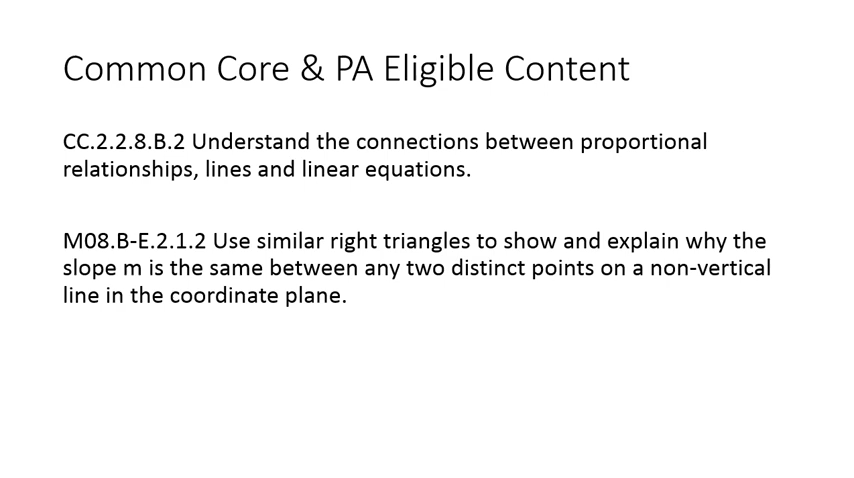 Common Core & PA Eligible Content
CC.2.2.8.B.2 Understand the connections between proportional
relationships, lines and linear equations.
M08.B-E.2.1.2 Use similar right triangles to show and explain why the
slope m is the same between any two distinct points on a non-vertical
line in the coordinate plane.